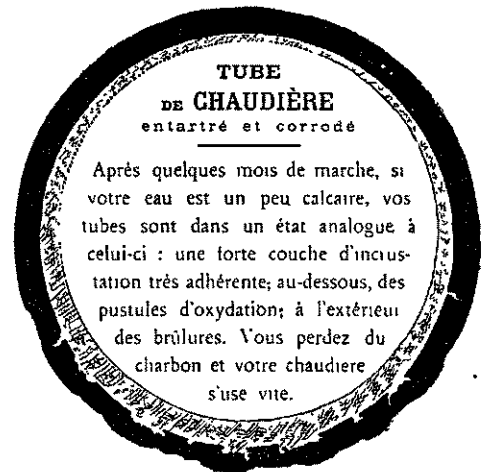 TUBE
DE CHAUDIÈRE
entartré et corrodé
Après quelques mois de marche, si
votre eau est un peu calcaire, vos
tubes sont dans un état analogue à
celui-ci : une forte couche d'incrus-
tation très adhérente; au-dessous, des
pustules d'oxydation; à l'extérieur
des brûlures. Vous perdez du
charbon et votre chaudière
s'use vite.